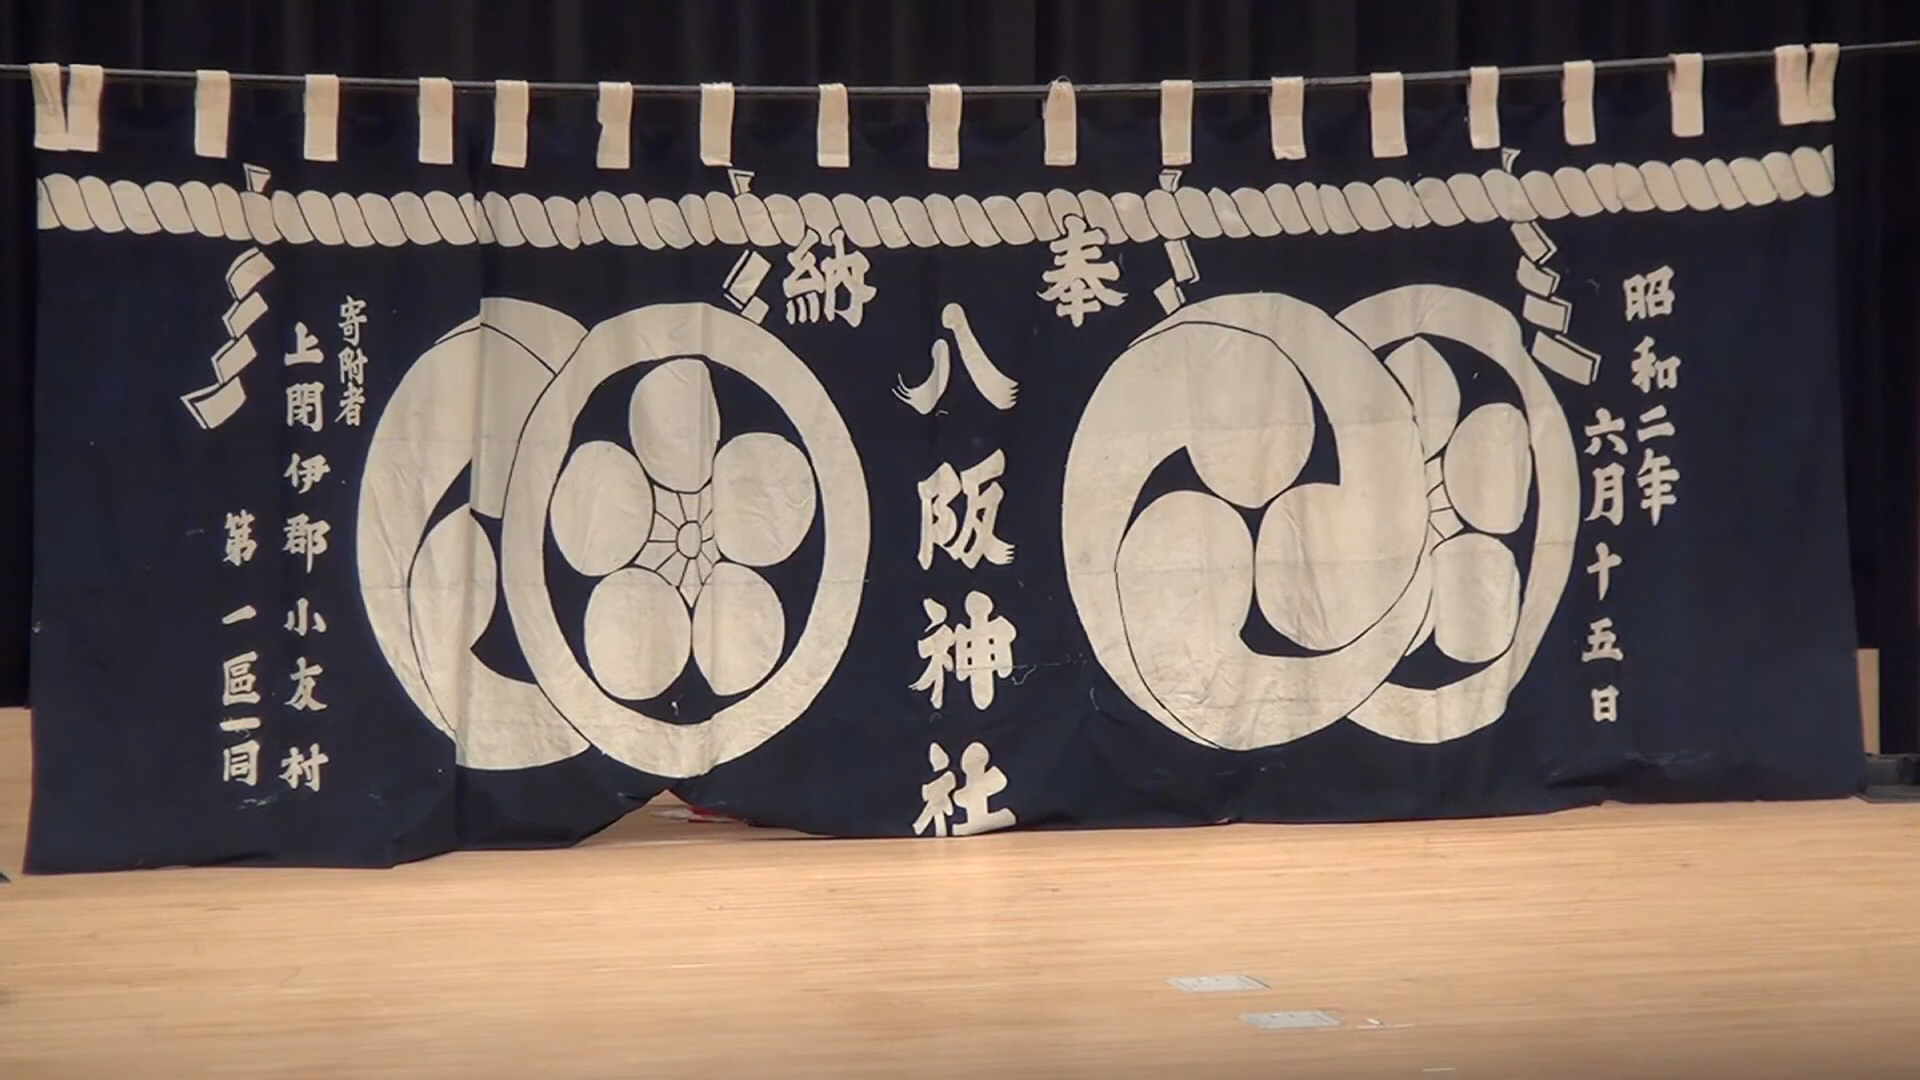 昭和二年
六月十五日
奉納
八阪神社
寄附者
上閉伊郡小友村
第一區一同